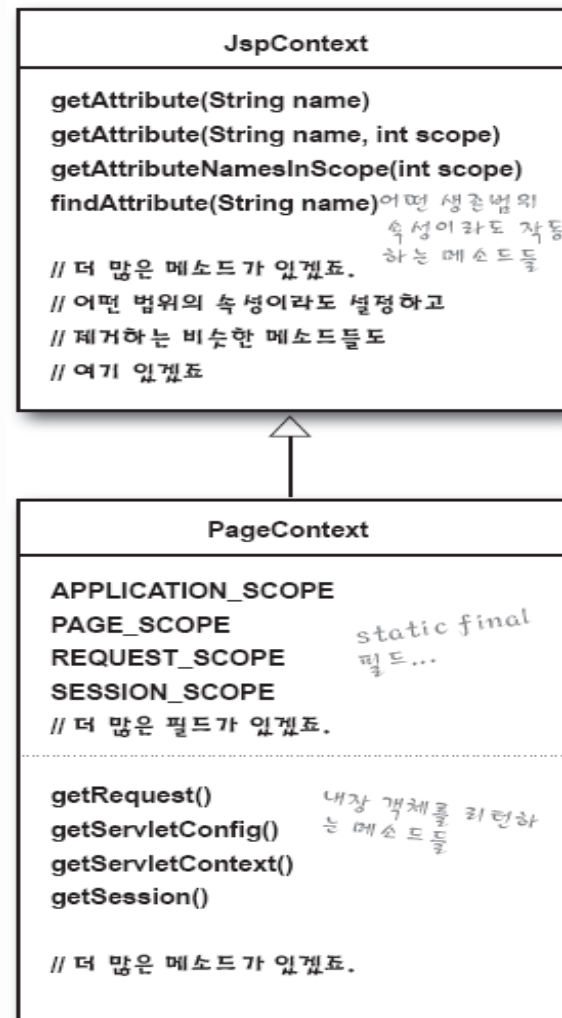 JspContext
getAttribute(String name)
getAttribute(String name, int scope)
getAttributeNamesInScope(int scope)
findAttribute(String name)어떤 생존범위
속성이라도 작동
하는 메소드들
// 더 많은 메소드가 있겠죠.
// 어떤 범위의 속성이라도 설정하고
// 제거하는 비슷한 메소드들도
// 여기 있겠죠
PageContext
APPLICATION_SCOPE
PAGE_SCOPE
REQUEST_SCOPE
SESSION_SCOPE
static final
필드...
// 더 많은 필드가 있겠죠.
getRequest()
getServletConfig()
getServletContext()
getSession()
내장 객체를 리턴하
는 메소드들
// 더 많은 메소드가 있겠죠.